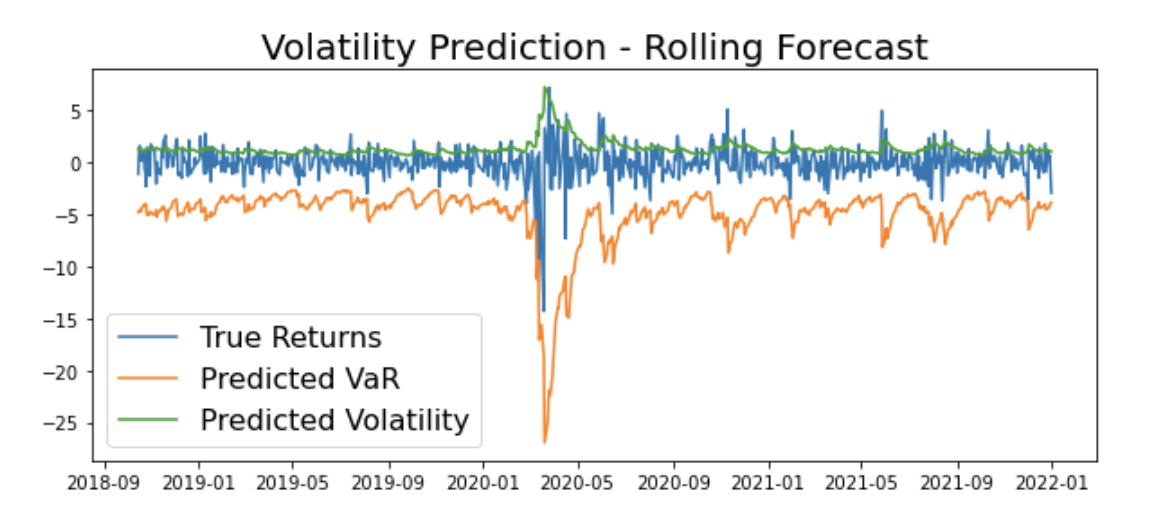 Volatility Prediction - Rolling Forecast
5
0
−5
−10
−15
−20
−25
True Returns
Predicted VaR
Predicted Volatility
2018-09 2019-01 2019-05 2019-09 2020-01 2020-05 2020-09 2021-01 2021-05 2021-09 2022-01